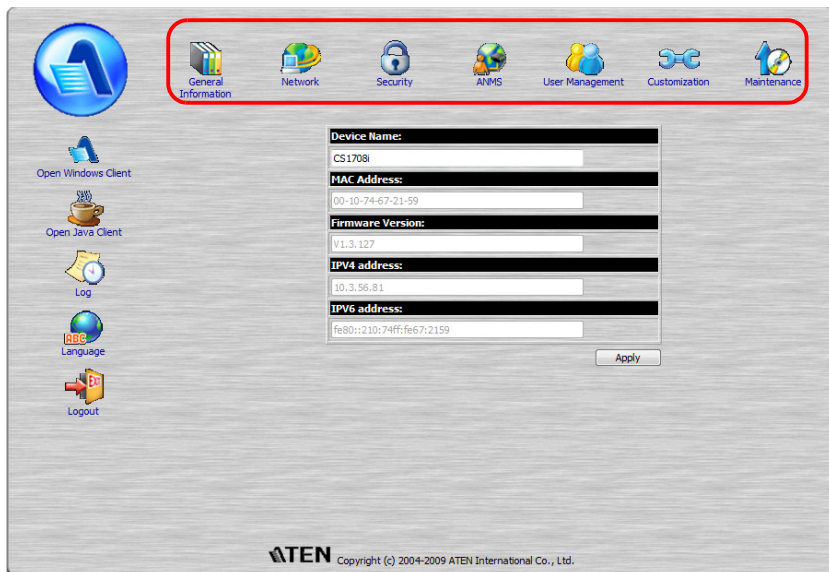 General
Information
Network
Security
ANMS
User Management
Customization
Maintenance
Open Windows Client
Open Java Client
Log
ABC
Language
EXIT
Logout
Device Name:
CS1708i
MAC Address:
00-10-74-67-21-59
Firmware Version:
V1.3.127
IPV4 address:
10.3.56.81
IPV6 address:
fe80::210:74ff:fe67:2159
Apply
ATEN Copyright (c) 2004-2009 ATEN International Co., Ltd.